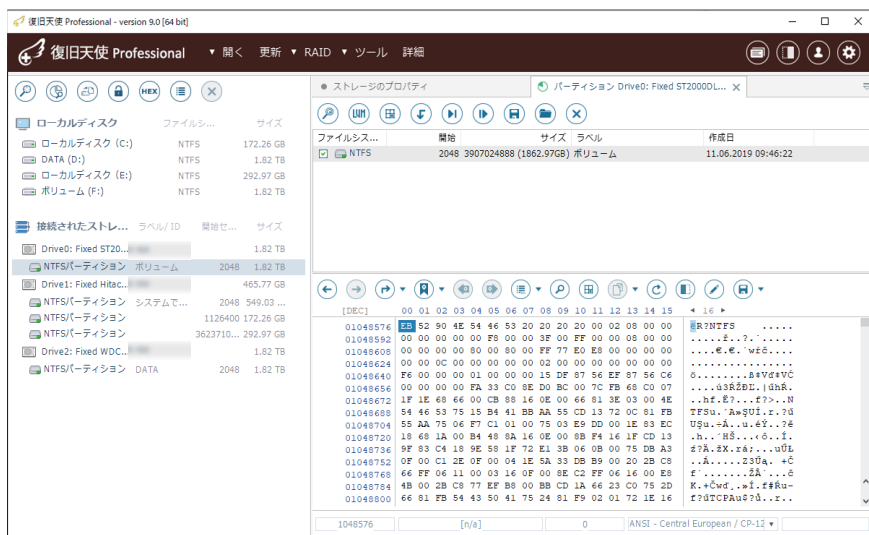 復旧天使 Professional - version 9.0 [64 bit]
復旧天使 Professional ▼ 開く 更新 ▼ RAID ▼ ツール 詳細
HEX
ローカルディスク ファイルシ... サイズ
ローカルディスク (C:) NTFS 172.26 GB
DATA (D:) NTFS 1.82 TB
ローカルディスク (E:) NTFS 292.97 GB
ボリューム (F:) NTFS 1.82 TB
接続されたストレ... ラベル/ ID 開始セ... サイズ
Drive0: Fixed ST20... 1.82 TB
NTFSパーティション ボリューム 2048 1.82 TB
Drive1: Fixed Hitac... 465.77 GB
NTFSパーティション システムで... 2048 549.03 ...
NTFSパーティション 1126400 172.26 GB
NTFSパーティション 3623710... 292.97 GB
Drive2: Fixed WDC... 1.82 TB
NTFSパーティション DATA 2048 1.82 TB
ストレージのプロパティ パーティション Drive0: Fixed ST2000DL...
LVM
ファイルシス... 開始 サイズ ラベル 作成日
NTFS 2048 3907024888 (1862.97GB) ボリューム 11.06.2019 09:46:22
[DEC] 00 01 02 03 04 05 06 07 08 09 10 11 12 13 14 15 16
01048576 EB 52 90 4E 54 46 53 20 20 20 20 00 02 08 00 00 ëR?NTFS .....
01048592 00 00 00 00 00 F8 00 00 3F 00 FF 00 00 08 00 00
01048608 00 00 00 00 80 00 80 00 FF 77 E0 E8 00 00 00 00
01048624 00 00 0C 00 00 00 00 00 02 00 00 00 00 00 00 00
01048640 F6 00 00 00 01 00 00 00 15 DF 87 56 EF 87 56 C6
01048656 00 00 00 00 FA 33 C0 8E D0 BC 00 7C FB 68 C0 07
01048672 1F 1E 68 66 00 CB 88 16 0E 00 66 81 3E 03 00 4E
01048688 54 46 53 75 15 B4 41 BB AA 55 CD 13 72 0C 81 FB
01048704 55 AA 75 06 F7 C1 01 00 75 03 E9 DD 00 1E 83 EC
01048720 18 68 1A 00 B4 48 8A 16 0E 00 8B F4 16 1F CD 13
01048736 9F 83 C4 18 9E 58 1F 72 E1 3B 06 0B 00 75 DB A3
01048752 0F 00 C1 2E 0F 00 04 1E 5A 33 DB B9 00 20 2B C8
01048768 66 FF 06 11 00 03 16 0F 00 8E C2 FF 06 16 00 E8
01048784 4B 00 2B C8 77 EF B8 00 BB CD 1A 66 23 C0 75 2D
01048800 66 81 FB 54 43 50 41 75 24 81 F9 02 01 72 1E 16
1048576 [n/a] 0 ANSI - Central European / CP-12